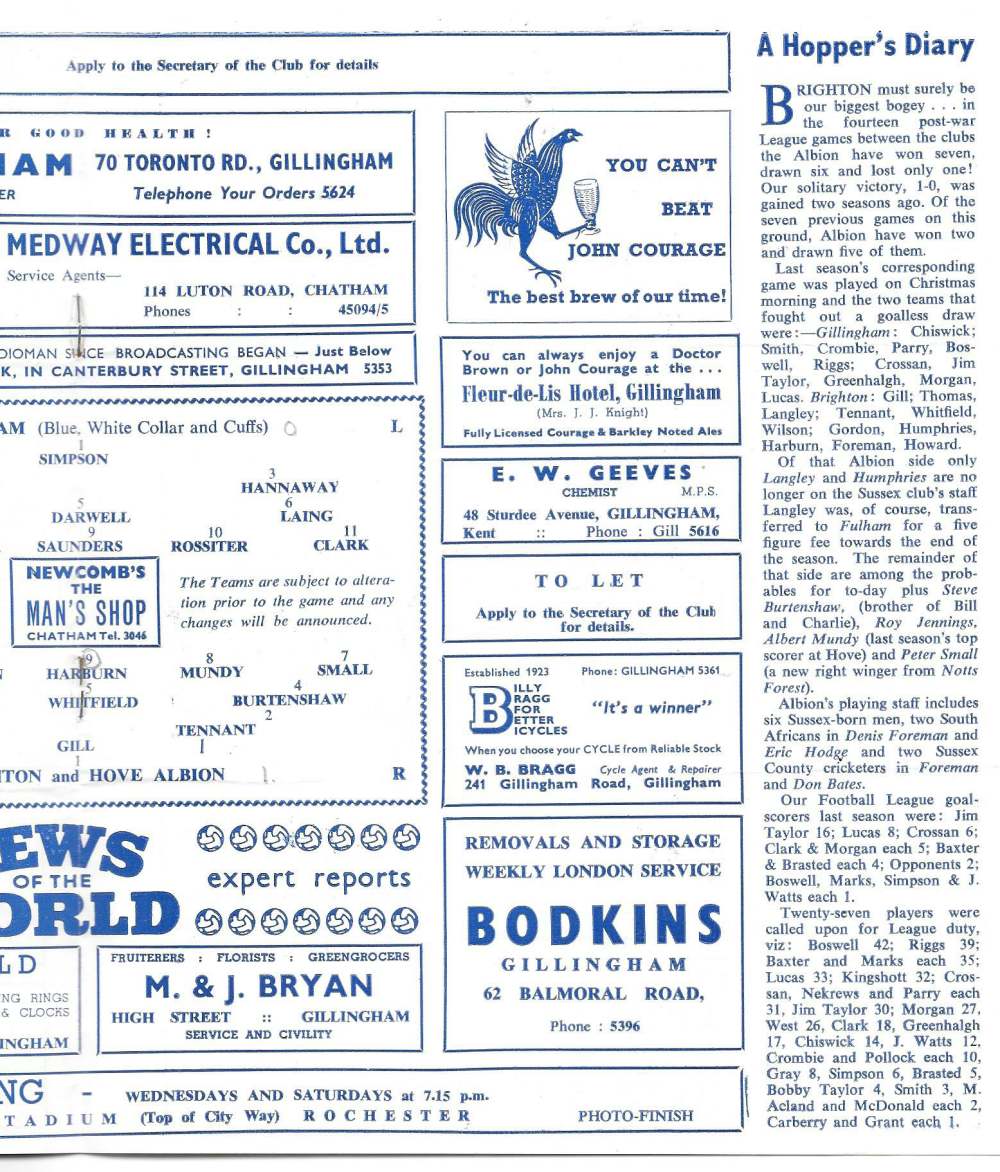 Apply to the Secretary of the Club for details
R GOOD HEALTH!
AM 70 TORONTO RD., GILLINGHAM
ER Telephone Your Orders 5624
MEDWAY ELECTRICAL Co., Ltd.
Service Agents—
114 LUTON ROAD, CHATHAM
Phones : : 45094/5
DIOMAN SINCE BROADCASTING BEGAN — Just Below
K, IN CANTERBURY STREET, GILLINGHAM 5353
AM (Blue, White Collar and Cuffs) L
1
SIMPSON
3
HANNAWAY
5 6
DARWELL LAING
9 10 11
SAUNDERS ROSSITER CLARK
NEWCOMB'S
THE
MAN'S SHOP
CHATHAM Tel. 3046
The Teams are subject to altera-
tion prior to the game and any
changes will be announced.
9 8 7
HARBURN MUNDY SMALL
5 4
WHITFIELD BURTENSHAW
2
TENNANT
GILL
1
TON and HOVE ALBION R
EWS
OF THE
ORLD
expert reports
LD
NG RINGS
& CLOCKS
INGHAM
FRUITERERS : FLORISTS : GREENGROCERS
M. & J. BRYAN
HIGH STREET :: GILLINGHAM
SERVICE AND CIVILITY
NG - WEDNESDAYS AND SATURDAYS at 7.15 p.m.
TADIUM (Top of City Way) ROCHESTER PHOTO-FINISH
YOU CAN'T
BEAT
JOHN COURAGE
The best brew of our time!
You can always enjoy a Doctor
Brown or John Courage at the . . .
Fleur-de-Lis Hotel, Gillingham
(Mrs. J. J. Knight)
Fully Licensed Courage & Barkley Noted Ales
E. W. GEEVES
CHEMIST M.P.S.
48 Sturdee Avenue, GILLINGHAM,
Kent :: Phone : Gill 5616
TO LET
Apply to the Secretary of the Club
for details.
Established 1923 Phone: GILLINGHAM 5361
BILLY
BRAGG
FOR
BETTER
BICYCLES
"It's a winner"
When you choose your CYCLE from Reliable Stock
W. B. BRAGG Cycle Agent & Repairer
241 Gillingham Road, Gillingham
REMOVALS AND STORAGE
WEEKLY LONDON SERVICE
BODKINS
GILLINGHAM
62 BALMORAL ROAD,
Phone : 5396
A Hopper's Diary
BRIGHTON must surely be
our biggest bogey . . . in
the fourteen post-war
League games between the clubs
the Albion have won seven,
drawn six and lost only one!
Our solitary victory, 1-0, was
gained two seasons ago. Of the
seven previous games on this
ground, Albion have won two
and drawn five of them.
Last season's corresponding
game was played on Christmas
morning and the two teams that
fought out a goalless draw
were:—Gillingham: Chiswick;
Smith, Crombie, Parry, Bos-
well, Riggs; Crossan, Jim
Taylor, Greenhalgh, Morgan,
Lucas. Brighton: Gill; Thomas,
Langley; Tennant, Whitfield,
Wilson; Gordon, Humphries,
Harburn, Foreman, Howard.
Of that Albion side only
Langley and Humphries are no
longer on the Sussex club's staff
Langley was, of course, trans-
ferred to Fulham for a five
figure fee towards the end of
the season. The remainder of
that side are among the prob-
ables for to-day plus Steve
Burtenshaw, (brother of Bill
and Charlie), Roy Jennings,
Albert Mundy (last season's top
scorer at Hove) and Peter Small
(a new right winger from Notts
Forest).
Albion's playing staff includes
six Sussex-born men, two South
Africans in Denis Foreman and
Eric Hodge and two Sussex
County cricketers in Foreman
and Don Bates.
Our Football League goal-
scorers last season were: Jim
Taylor 16; Lucas 8; Crossan 6;
Clark & Morgan each 5; Baxter
& Brasted each 4; Opponents 2;
Boswell, Marks, Simpson & J.
Watts each 1.
Twenty-seven players were
called upon for League duty,
viz: Boswell 42; Riggs 39;
Baxter and Marks each 35;
Lucas 33; Kingshott 32; Cros-
san, Nekrews and Parry each
31, Jim Taylor 30; Morgan 27,
West 26, Clark 18, Greenhalgh
17, Chiswick 14, J. Watts 12,
Crombie and Pollock each 10,
Gray 8, Simpson 6, Brasted 5,
Bobby Taylor 4, Smith 3, M.
Acland and McDonald each 2,
Carberry and Grant each 1.